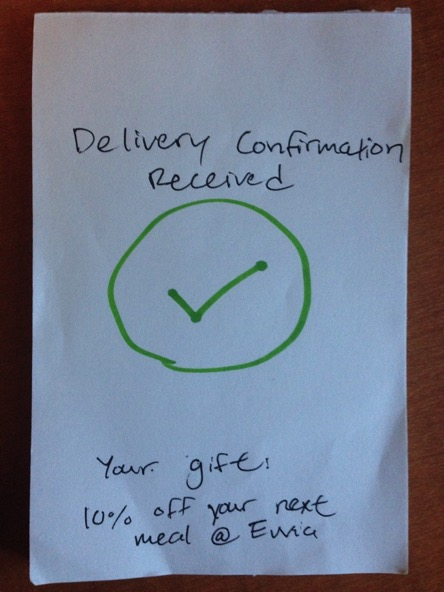 Delivery Confirmation
Received
Your gift:
10% off your next
meal @ Evvia